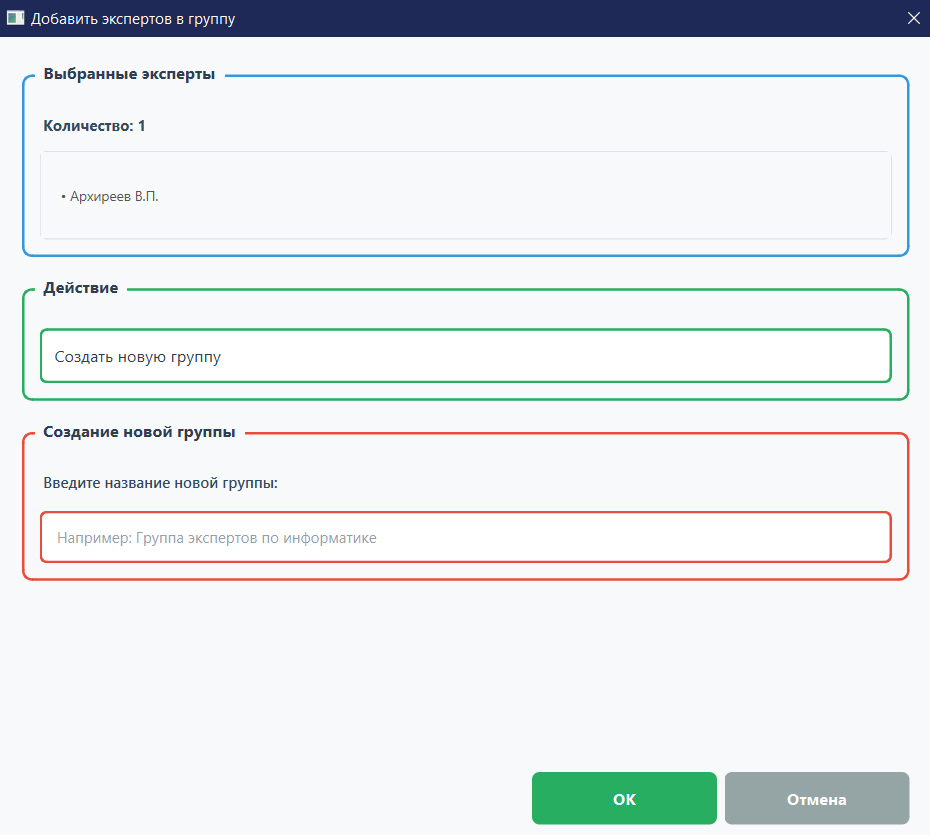 Добавить экспертов в группу
Выбранные эксперты
Количество: 1
• Архиреев В.П.
Действие
Создать новую группу
Создание новой группы
Введите название новой группы:
Например: Группа экспертов по информатике
ОК
Отмена